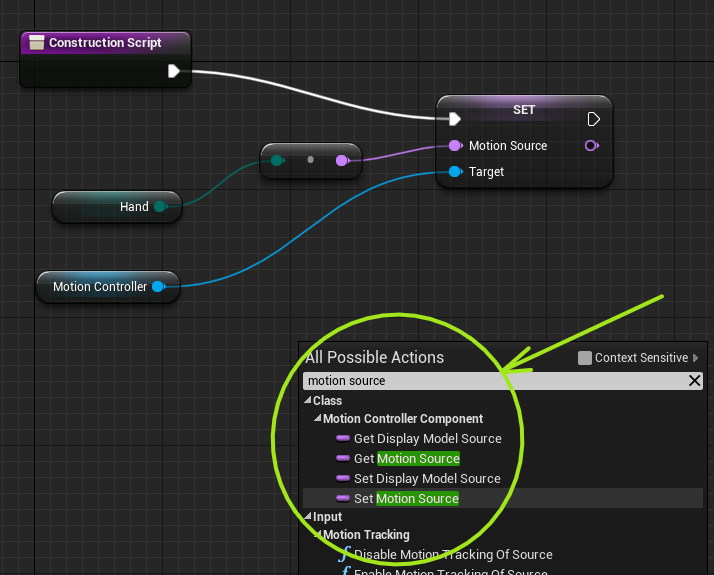 Construction Script
SET
Motion Source
Target
Hand
Motion Controller
All Possible Actions
Context Sensitive
motion source
Class
Motion Controller Component
Get Display Model Source
Get Motion Source
Set Display Model Source
Set Motion Source
Input
Motion Tracking
Disable Motion Tracking Of Source
Enable Motion Tracking Of Source